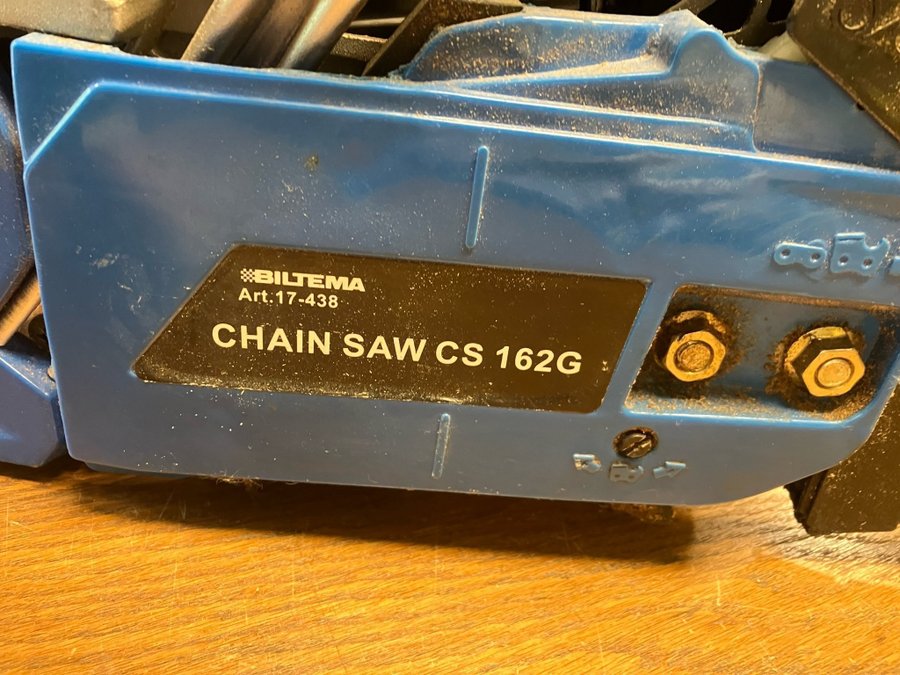 BILTEMA
Art.17-438
CHAIN SAW CS 162G